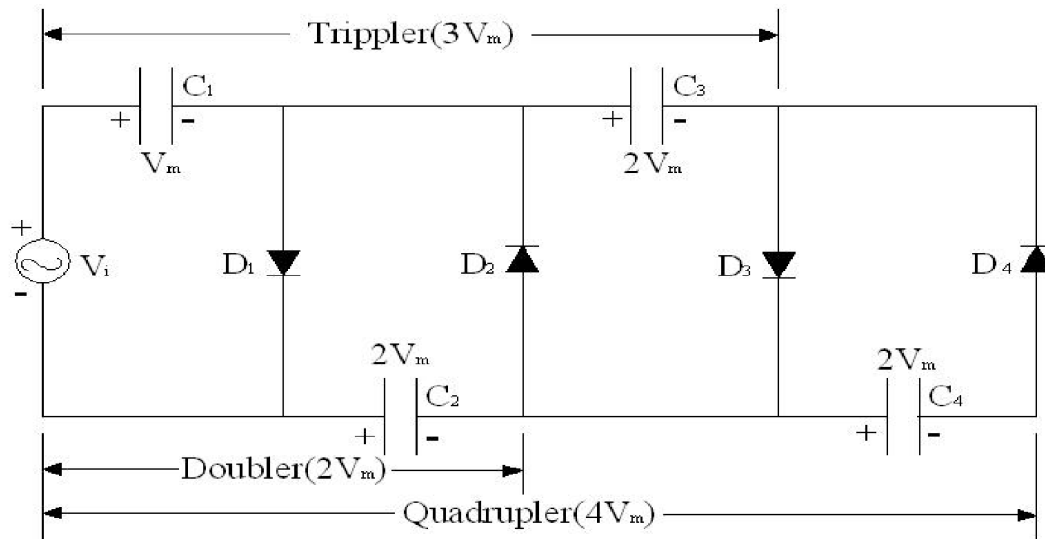 Trippler(3Vm)
C1
C3
+ - + -
Vm
2Vm
+
Vi
D1
D2
D3
D4
-
2Vm
2Vm
C2
C4
+ - + -
Doubler(2Vm)
Quadrupler(4Vm)